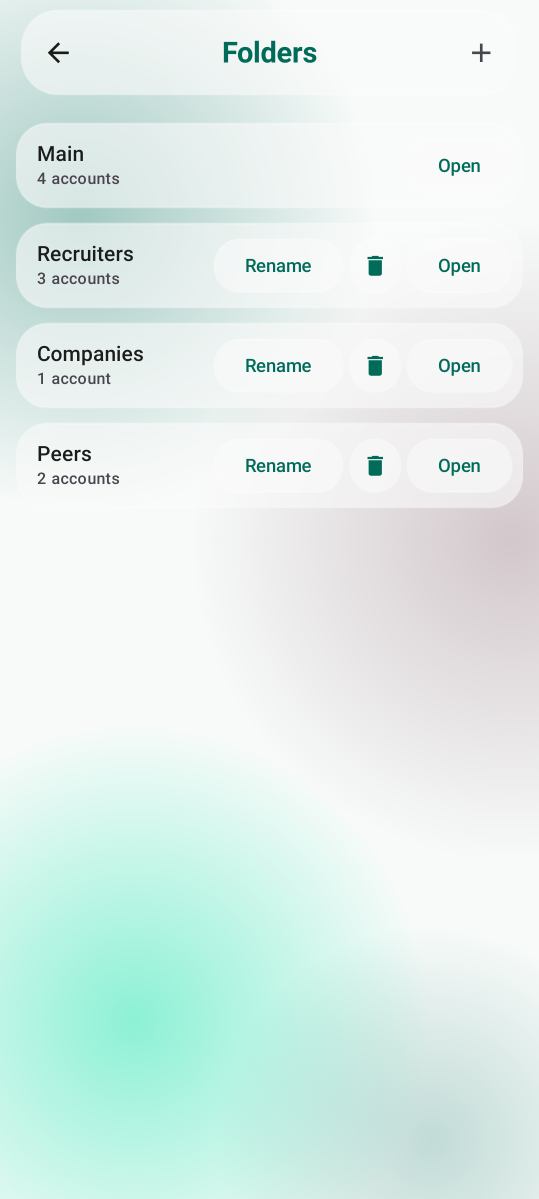 Folders
Main
4 accounts
Open
Recruiters
3 accounts
Rename
Open
Companies
1 account
Rename
Open
Peers
2 accounts
Rename
Open